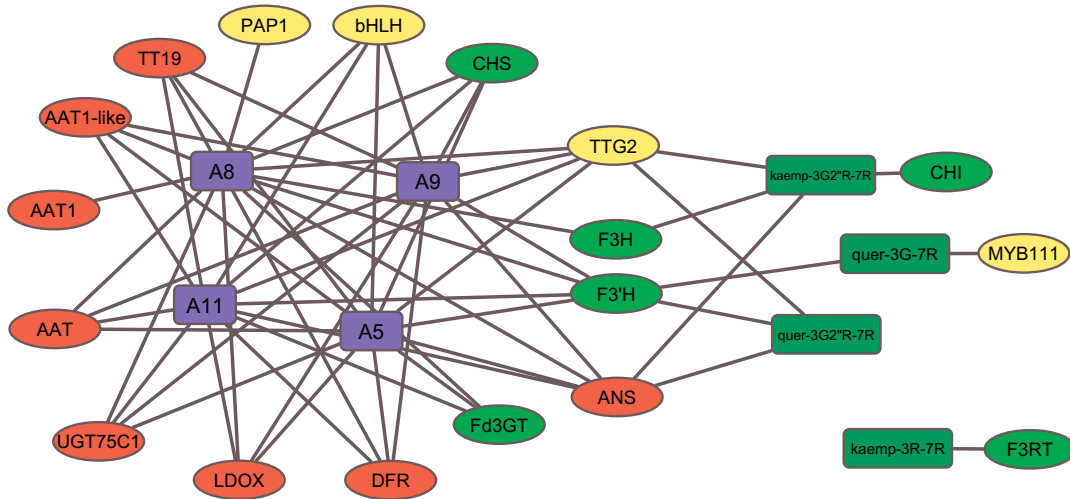 PAP1
bHLH
TT19
CHS
AAT1-like
TTG2
A8
A9
kaemp-3G2"R-7R
CHI
AAT1
F3H
quer-3G-7R
MYB111
F3'H
A11
AAT
A5
quer-3G2"R-7R
ANS
Fd3GT
UGT75C1
kaemp-3R-7R
F3RT
LDOX
DFR